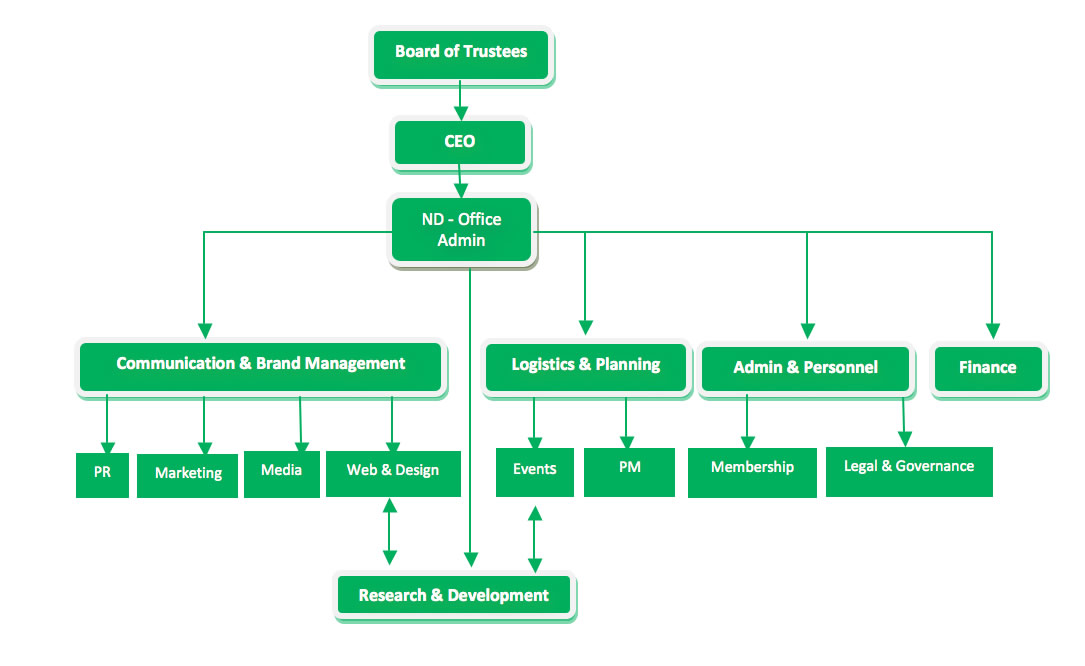 Board of Trustees
CEO
ND - Office
Admin
Communication & Brand Management
Logistics & Planning
Admin & Personnel
Finance
PR
Marketing
Media
Web & Design
Events
PM
Membership
Legal & Governance
Research & Development